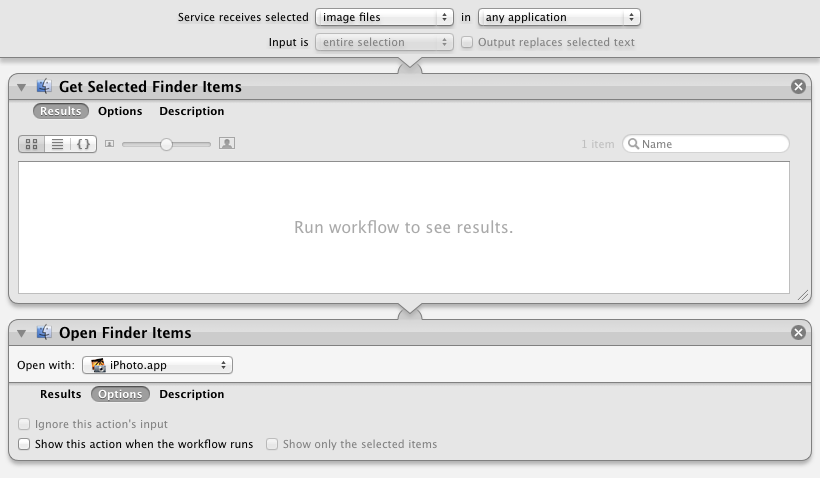 Service receives selected image files in any application
Input is entire selection Output replaces selected text
Get Selected Finder Items
Results Options Description
1 item Name
Run workflow to see results.
Open Finder Items
Open with: iPhoto.app
Results Options Description
Ignore this action's input
Show this action when the workflow runs Show only the selected items